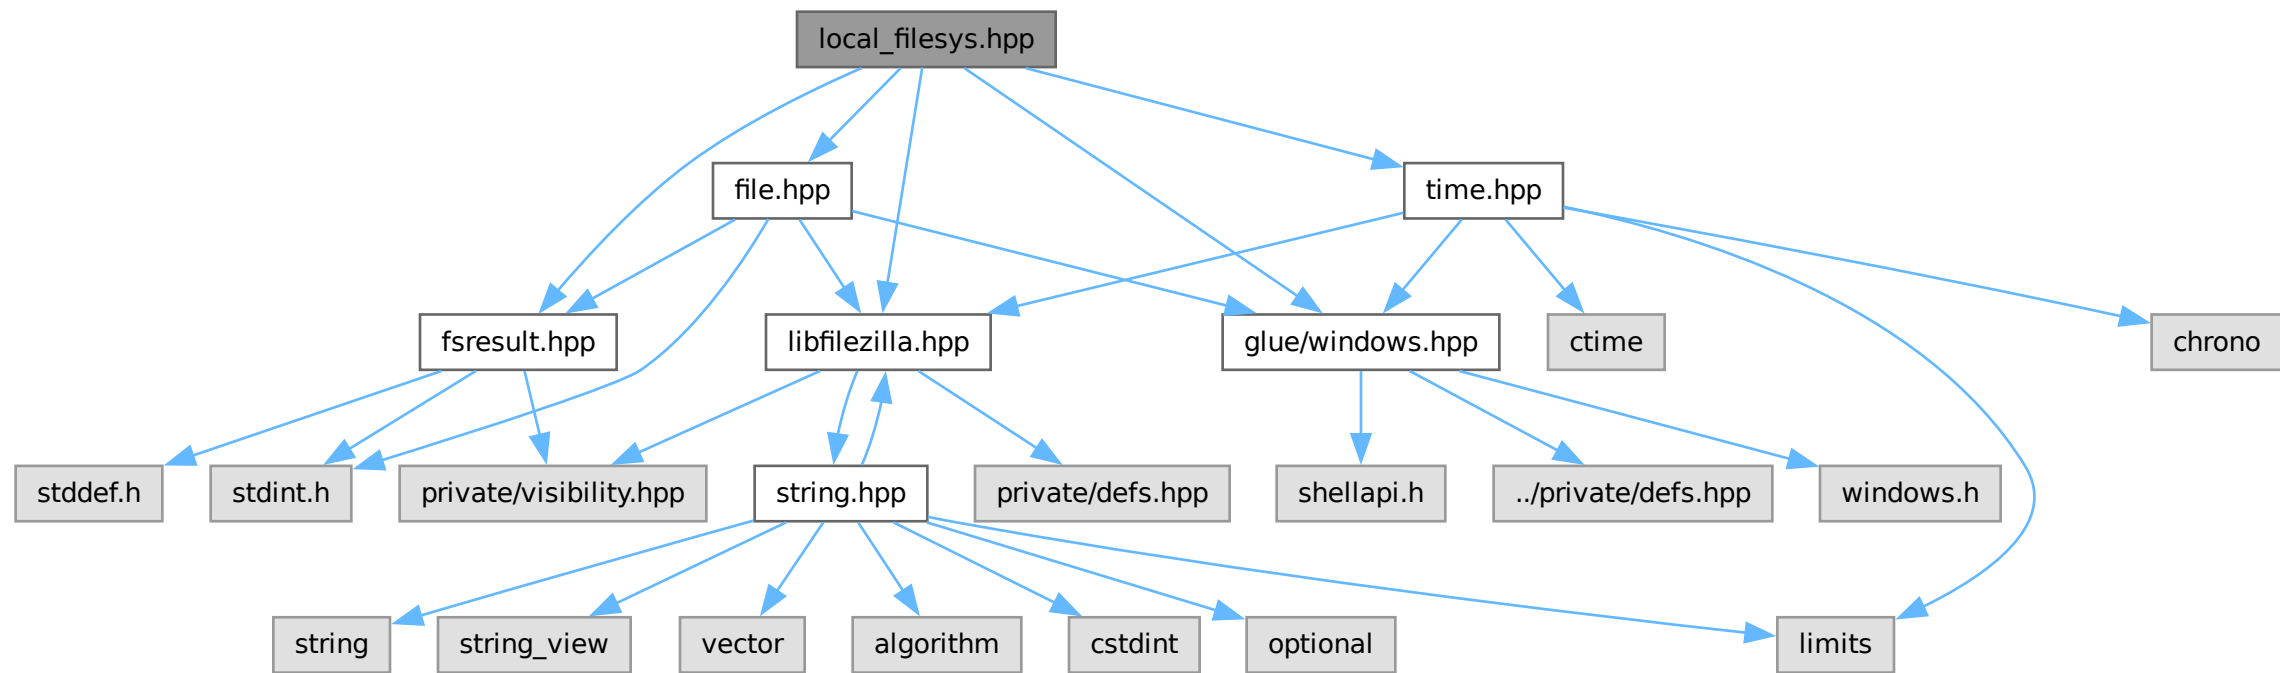 local_filesys.hpp
file.hpp
time.hpp
fsresult.hpp
libfilezilla.hpp
glue/windows.hpp
ctime
chrono
stddef.h
stdint.h
private/visibility.hpp
string.hpp
private/defs.hpp
shellapi.h
../private/defs.hpp
windows.h
string
string_view
vector
algorithm
cstdint
optional
limits